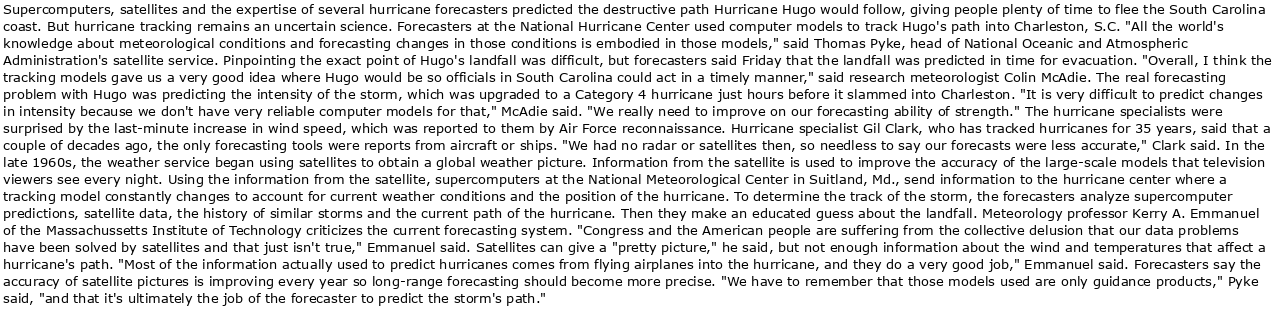 Supercomputers, satellites and the expertise of several hurricane forecasters predicted the destructive path Hurricane Hugo would follow, giving people plenty of time to flee the South Carolina
coast. But hurricane tracking remains an uncertain science. Forecasters at the National Hurricane Center used computer models to track Hugo's path into Charleston, S.C. "All the world's
knowledge about meteorological conditions and forecasting changes in those conditions is embodied in those models," said Thomas Pyke, head of National Oceanic and Atmospheric
Administration's satellite service. Pinpointing the exact point of Hugo's landfall was difficult, but forecasters said Friday that the landfall was predicted in time for evacuation. "Overall, I think the
tracking models gave us a very good idea where Hugo would be so officials in South Carolina could act in a timely manner," said research meteorologist Colin McAdie. The real forecasting
problem with Hugo was predicting the intensity of the storm, which was upgraded to a Category 4 hurricane just hours before it slammed into Charleston. "It is very difficult to predict changes
in intensity because we don't have very reliable computer models for that," McAdie said. "We really need to improve on our forecasting ability of strength." The hurricane specialists were
surprised by the last-minute increase in wind speed, which was reported to them by Air Force reconnaissance. Hurricane specialist Gil Clark, who has tracked hurricanes for 35 years, said that a
couple of decades ago, the only forecasting tools were reports from aircraft or ships. "We had no radar or satellites then, so needless to say our forecasts were less accurate," Clark said. In the
late 1960s, the weather service began using satellites to obtain a global weather picture. Information from the satellite is used to improve the accuracy of the large-scale models that television
viewers see every night. Using the information from the satellite, supercomputers at the National Meteorological Center in Suitland, Md., send information to the hurricane center where a
tracking model constantly changes to account for current weather conditions and the position of the hurricane. To determine the track of the storm, the forecasters analyze supercomputer
predictions, satellite data, the history of similar storms and the current path of the hurricane. Then they make an educated guess about the landfall. Meteorology professor Kerry A. Emmanuel
of the Massachussetts Institute of Technology criticizes the current forecasting system. "Congress and the American people are suffering from the collective delusion that our data problems
have been solved by satellites and that just isn't true," Emmanuel said. Satellites can give a "pretty picture," he said, but not enough information about the wind and temperatures that affect a
hurricane's path. "Most of the information actually used to predict hurricanes comes from flying airplanes into the hurricane, and they do a very good job," Emmanuel said. Forecasters say the
accuracy of satellite pictures is improving every year so long-range forecasting should become more precise. "We have to remember that those models used are only guidance products," Pyke
said, "and that it's ultimately the job of the forecaster to predict the storm's path."